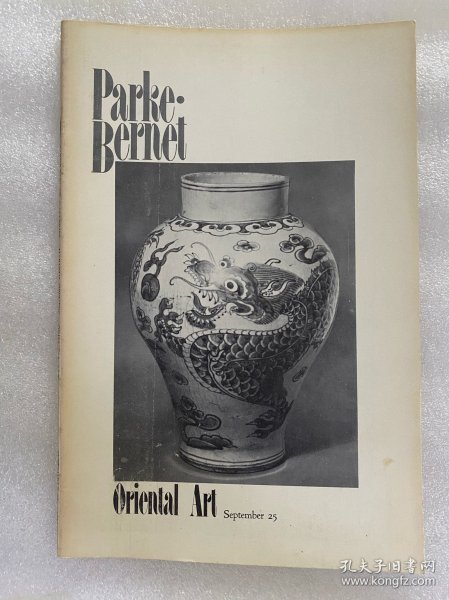 Parke-
Bernet
Oriental Art September 25
孔夫子旧书网
www.kongfz.com